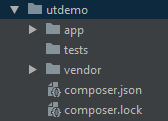 utdemo
app
tests
vendor
composer.json
composer.lock